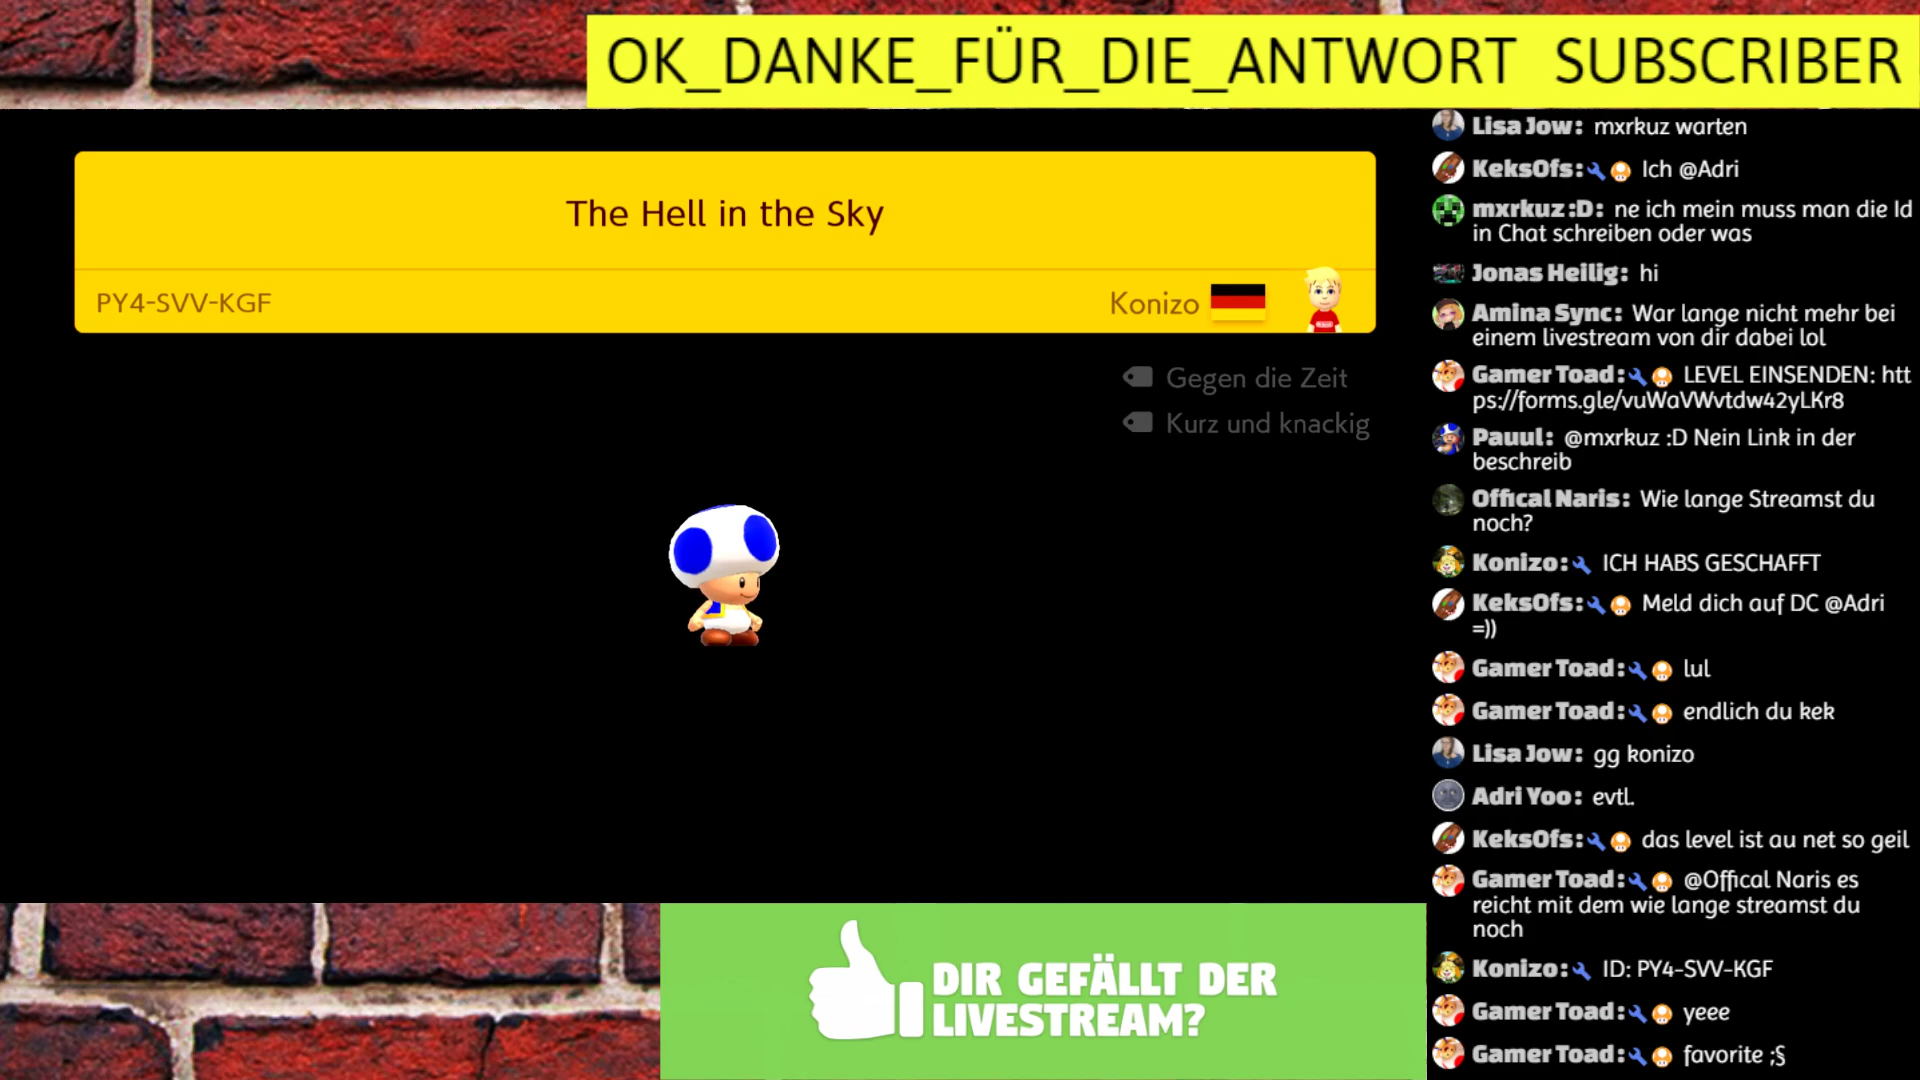 OK_DANKE_FÜR_DIE_ANTWORT SUBSCRIBER
The Hell in the Sky
PY4-SVV-KGF
Konizo
Gegen die Zeit
Kurz und knackig
DIR GEFÄLLT DER
LIVESTREAM?
Lisa Jow: mxrkuz warten
KeksOfs: Ich @Adri
mxrkuz :D: ne ich mein muss man die Id
in Chat schreiben oder was
Jonas Heilig: hi
Amina Sync: War lange nicht mehr bei
einem livestream von dir dabei lol
Gamer Toad: LEVEL EINSENDEN: htt
ps://forms.gle/vuWaVWvtdw42yLKr8
Pauul: @mxrkuz :D Nein Link in der
beschreib
Offical Naris: Wie lange Streamst du
noch?
Konizo: ICH HABS GESCHAFFT
KeksOfs: Meld dich auf DC @Adri
=))
Gamer Toad: lul
Gamer Toad: endlich du kek
Lisa Jow: gg konizo
Adri Yoo: evtl.
KeksOfs: das level ist au net so geil
Gamer Toad: @Offical Naris es
reicht mit dem wie lange streamst du
noch
Konizo: ID: PY4-SVV-KGF
Gamer Toad: yeee
Gamer Toad: favorite ;§